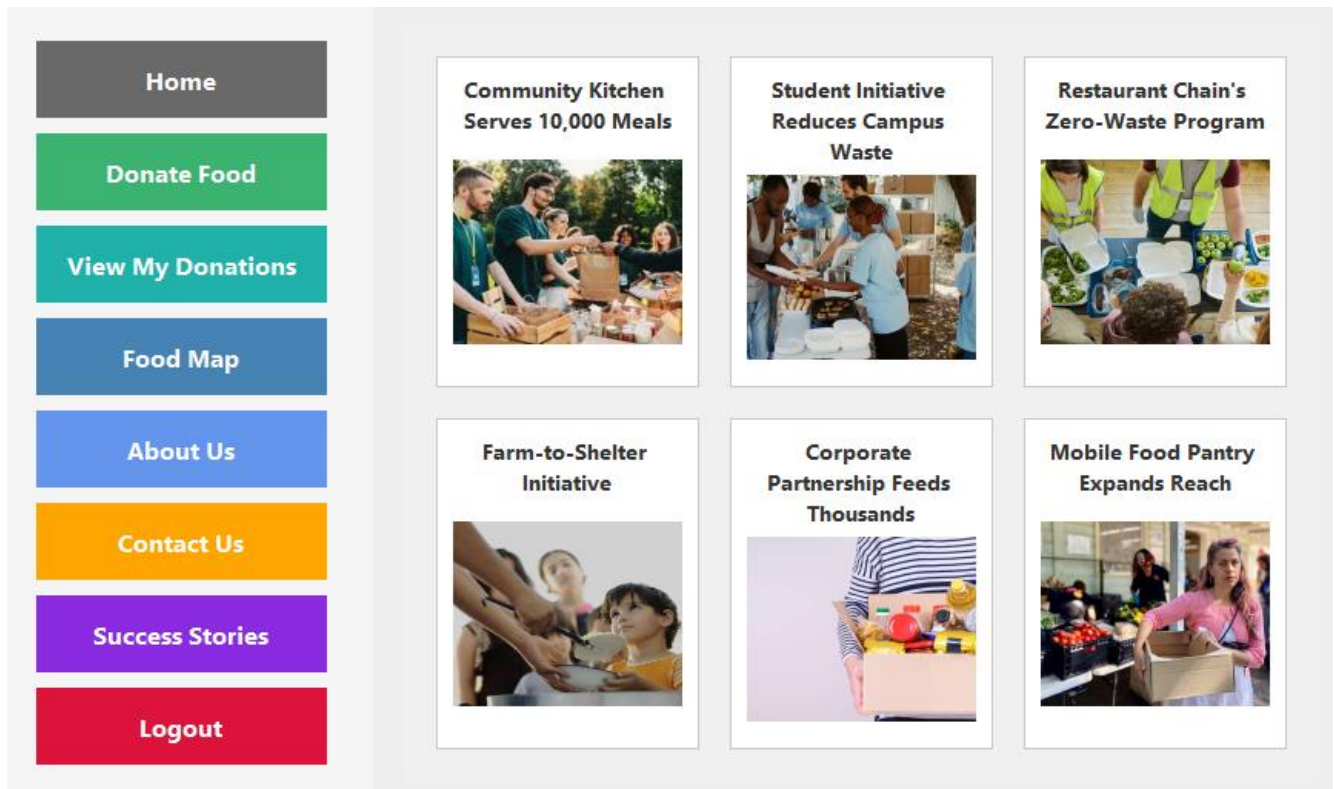 Home
Donate Food
View My Donations
Food Map
About Us
Contact Us
Success Stories
Logout
Community Kitchen
Serves 10,000 Meals
Student Initiative
Reduces Campus
Waste
Restaurant Chain's
Zero-Waste Program
Farm-to-Shelter
Initiative
Corporate
Partnership Feeds
Thousands
Mobile Food Pantry
Expands Reach